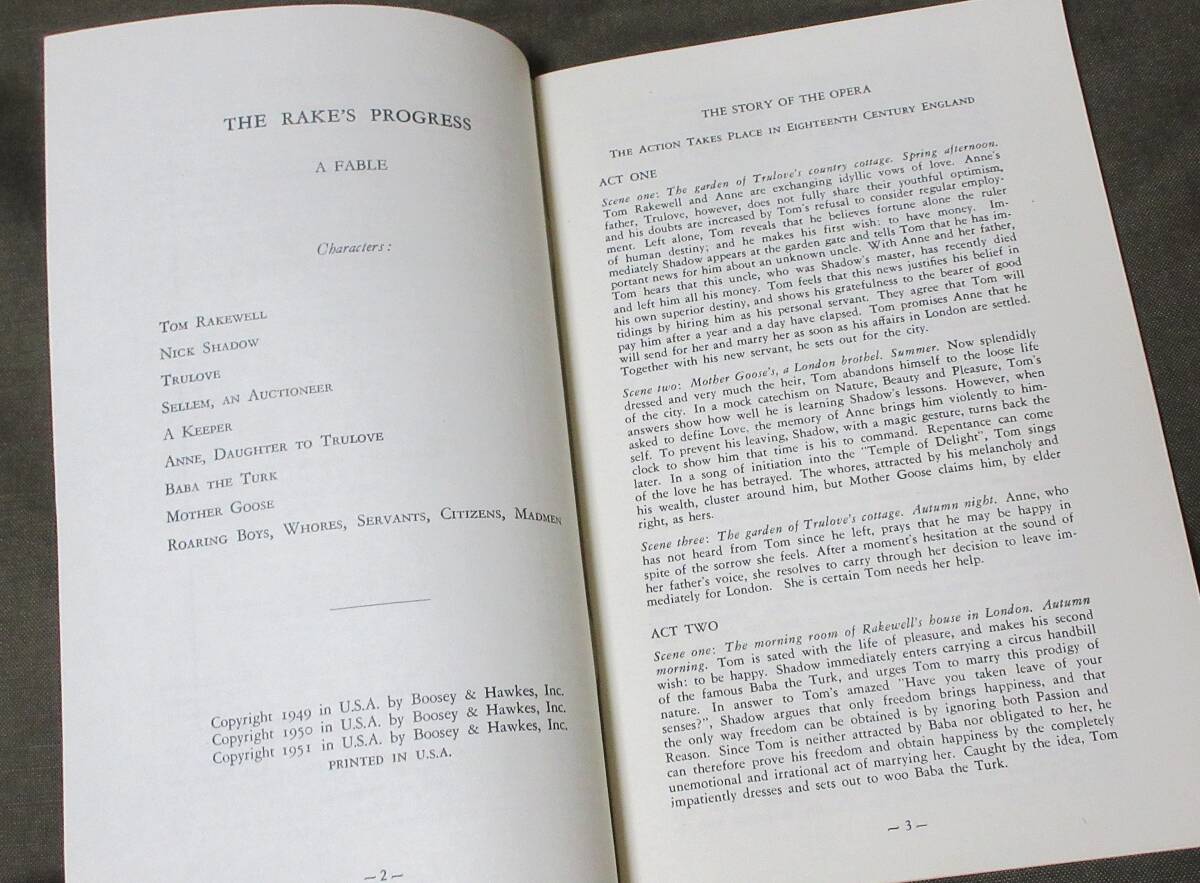 THE RAKE'S PROGRESS
A FABLE
Characters:
TOM RAKEWELL
NICK SHADOW
TRULOVE
SELLEM, AN AUCTIONEER
A KEEPER
ANNE, DAUGHTER TO TRULOVE
BABA THE TURK
MOTHER GOOSE
ROARING BOYS, WHORES, SERVANTS, CITIZENS, MADMEN
Copyright 1949 in U.S.A. by Boosey & Hawkes, Inc.
Copyright 1950 in U.S.A. by Boosey & Hawkes, Inc.
Copyright 1951 in U.S.A. by Boosey & Hawkes, Inc.
PRINTED IN U.S.A.
— 2 —
THE STORY OF THE OPERA
THE ACTION TAKES PLACE IN EIGHTEENTH CENTURY ENGLAND
ACT ONE
Scene one: The garden of Trulove's country cottage. Spring afternoon.
Tom Rakewell and Anne are exchanging idyllic vows of love. Anne's
father, Trulove, however, does not fully share their youthful optimism,
and his doubts are increased by Tom's refusal to consider regular employ-
ment. Left alone, Tom reveals that he believes fortune alone the ruler
of human destiny; and he makes his first wish: to have money. Im-
mediately Shadow appears at the garden gate and tells Tom that he has im-
portant news for him about an unknown uncle. With Anne and her father,
Tom hears that this uncle, who was Shadow's master, has recently died
and left him all his money. Tom feels that this news justifies his belief in
his own superior destiny, and shows his gratefulness to the bearer of good
tidings by hiring him as his personal servant. They agree that Tom will
pay him after a year and a day have elapsed. Tom promises Anne that he
will send for her and marry her as soon as his affairs in London are settled.
Together with his new servant, he sets out for the city.
Scene two: Mother Goose's, a London brothel. Summer. Now splendidly
dressed and very much the heir, Tom abandons himself to the loose life
of the city. In a mock catechism on Nature, Beauty and Pleasure, Tom's
answers show how well he is learning Shadow's lessons. However, when
asked to define Love, the memory of Anne brings him violently to him-
self. To prevent his leaving, Shadow, with a magic gesture, turns back the
clock to show him that time is his to command. Repentance can come
later. In a song of initiation into the "Temple of Delight", Tom sings
of the love he has betrayed. The whores, attracted by his melancholy and
his wealth, cluster around him, but Mother Goose claims him, by elder
right, as hers.
Scene three: The garden of Trulove's cottage. Autumn night. Anne, who
has not heard from Tom since he left, prays that he may be happy in
spite of the sorrow she feels. After a moment's hesitation at the sound of
her father's voice, she resolves to carry through her decision to leave im-
mediately for London. She is certain Tom needs her help.
ACT TWO
Scene one: The morning room of Rakewell's house in London. Autumn
morning. Tom is sated with the life of pleasure, and makes his second
wish: to be happy. Shadow immediately enters carrying a circus handbill
of the famous Baba the Turk, and urges Tom to marry this prodigy of
nature. In answer to Tom's amazed "Have you taken leave of your
senses?", Shadow argues that only freedom brings happiness, and that
the only way freedom can be obtained is by ignoring both Passion and
Reason. Since Tom is neither attracted by Baba nor obligated to her, he
can therefore prove his freedom and obtain happiness by the completely
unemotional and irrational act of marrying her. Caught by the idea, Tom
impatiently dresses and sets out to woo Baba the Turk.
— 3 —